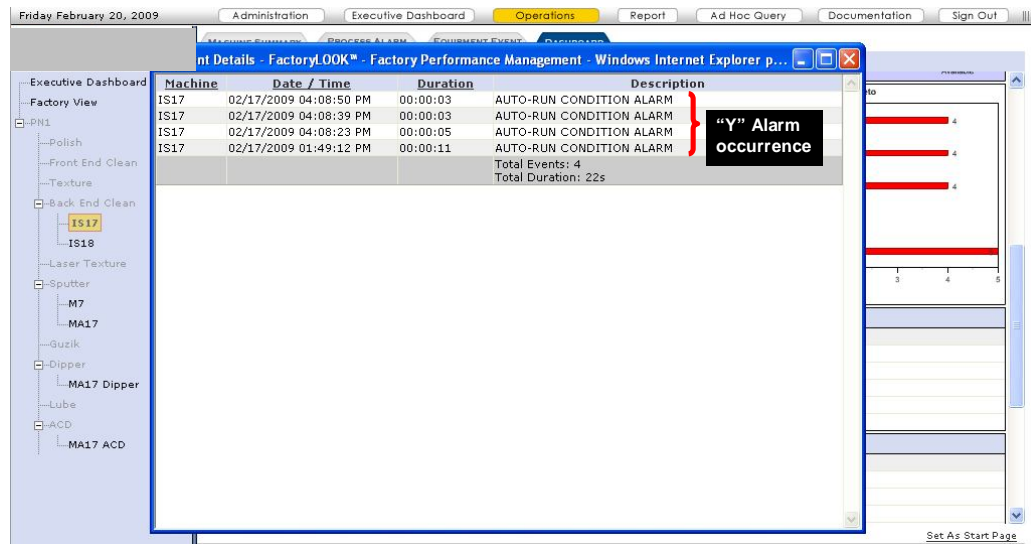 Friday February 20, 2009 Administration Executive Dashboard Operations Report Ad Hoc Query Documentation Sign Out
nt Details - FactoryLOOK™ - Factory Performance Management - Windows Internet Explorer p...
Machine Date / Time Duration Description
IS17 02/17/2009 04:08:50 PM 00:00:03 AUTO-RUN CONDITION ALARM
IS17 02/17/2009 04:08:39 PM 00:00:03 AUTO-RUN CONDITION ALARM
IS17 02/17/2009 04:08:23 PM 00:00:05 AUTO-RUN CONDITION ALARM
IS17 02/17/2009 01:49:12 PM 00:00:11 AUTO-RUN CONDITION ALARM
Total Events: 4
Total Duration: 22s
“Y” Alarm
occurrence
Executive Dashboard
Factory View
PN1
Polish
Front End Clean
Texture
Back End Clean
IS17
IS18
Laser Texture
Sputter
M7
MA17
Guzik
Dipper
MA17 Dipper
Lube
ACD
MA17 ACD
4
4
4
3 4 5
Set As Start Page